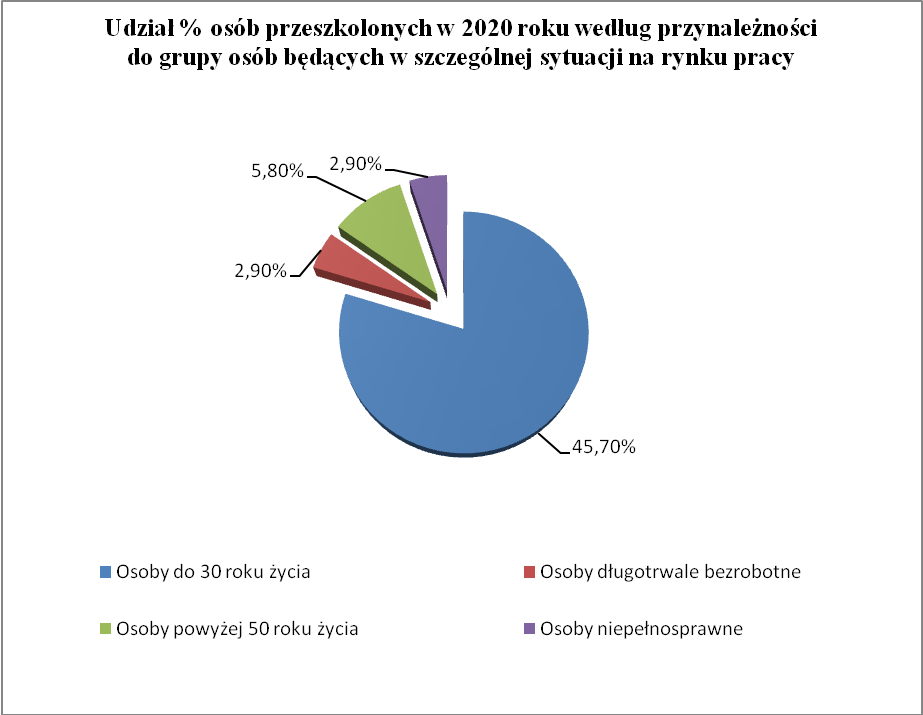 Udział % osób przeszkolonych w 2020 roku według przynależności
do grupy osób będących w szczególnej sytuacji na rynku pracy
5,80%
2,90%
2,90%
45,70%
Osoby do 30 roku życia
Osoby długotrwale bezrobotne
Osoby powyżej 50 roku życia
Osoby niepełnosprawne